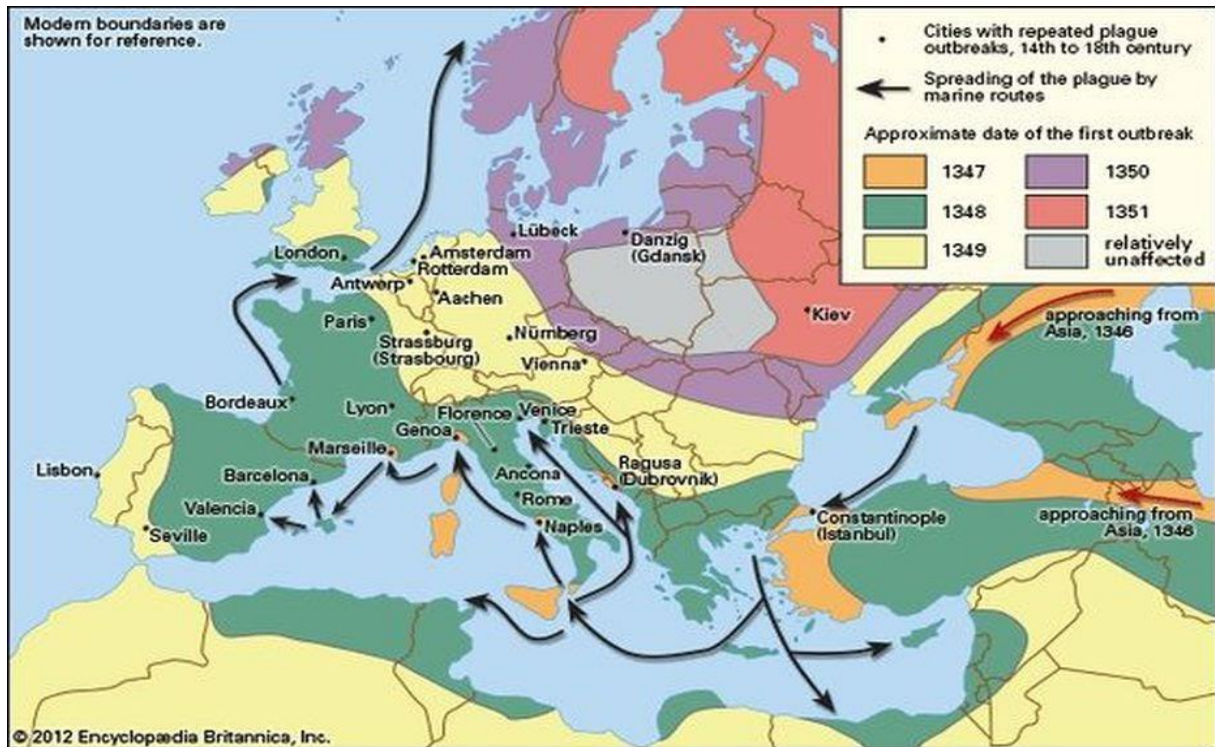 Modern boundaries are
shown for reference.
Cities with repeated plague
outbreaks, 14th to 18th century
Spreading of the plague by
marine routes
Approximate date of the first outbreak
1347
1350
1348
1351
1349
relatively
unaffected
Lübeck
Danzig
(Gdansk)
London
Amsterdam
Rotterdam
Antwerp
Aachen
Kiev
approaching from
Asia, 1346
Paris
Nürnberg
Strassburg
(Strasbourg)
Vienna
Bordeaux
Lyon
Florence
Venice
Genoa
Trieste
Marseille
Lisbon
Barcelona
Ancona
Ragusa
(Dubrovnik)
Valencia
Rome
Seville
Naples
Constantinople
(Istanbul)
approaching from
Asia, 1346
© 2012 Encyclopædia Britannica, Inc.